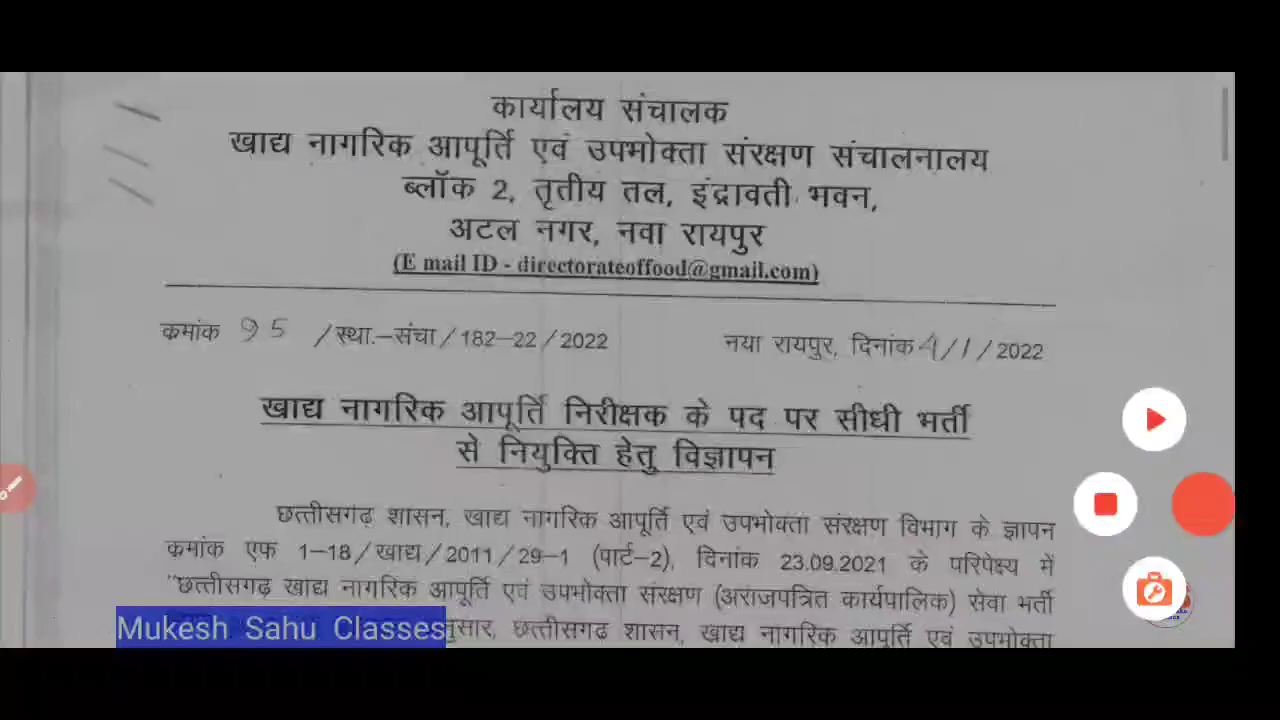 कार्यालय संचालक
खाद्य नागरिक आपूर्ति एवं उपभोक्ता संरक्षण संचालनालय
ब्लॉक 2, तृतीय तल, इंद्रावती भवन,
अटल नगर, नवा रायपुर
(E mail ID - directorateoffood@gmail.com)
कमांक 95 /स्था.–संचा/182–22/2022 नया रायपुर, दिनांक 4/1/2022
खाद्य नागरिक आपूर्ति निरीक्षक के पद पर सीधी भर्ती
से नियुक्ति हेतु विज्ञापन
छत्तीसगढ़ शासन, खाद्य नागरिक आपूर्ति एवं उपभोक्ता संरक्षण विभाग के ज्ञापन
कमांक एफ 1–18/खाद्य/2011/29–1 (पार्ट–2), दिनांक 23.09.2021 के परिपेक्ष्य में
"छत्तीसगढ़ खाद्य नागरिक आपूर्ति एवं उपभोक्ता संरक्षण (अराजपत्रित कार्यपालिक) सेवा भर्ती
छत्तीसगढ शासन, खाद्य नागरिक आपूर्ति एवं उपभोक्ता
Mukesh Sahu Classes